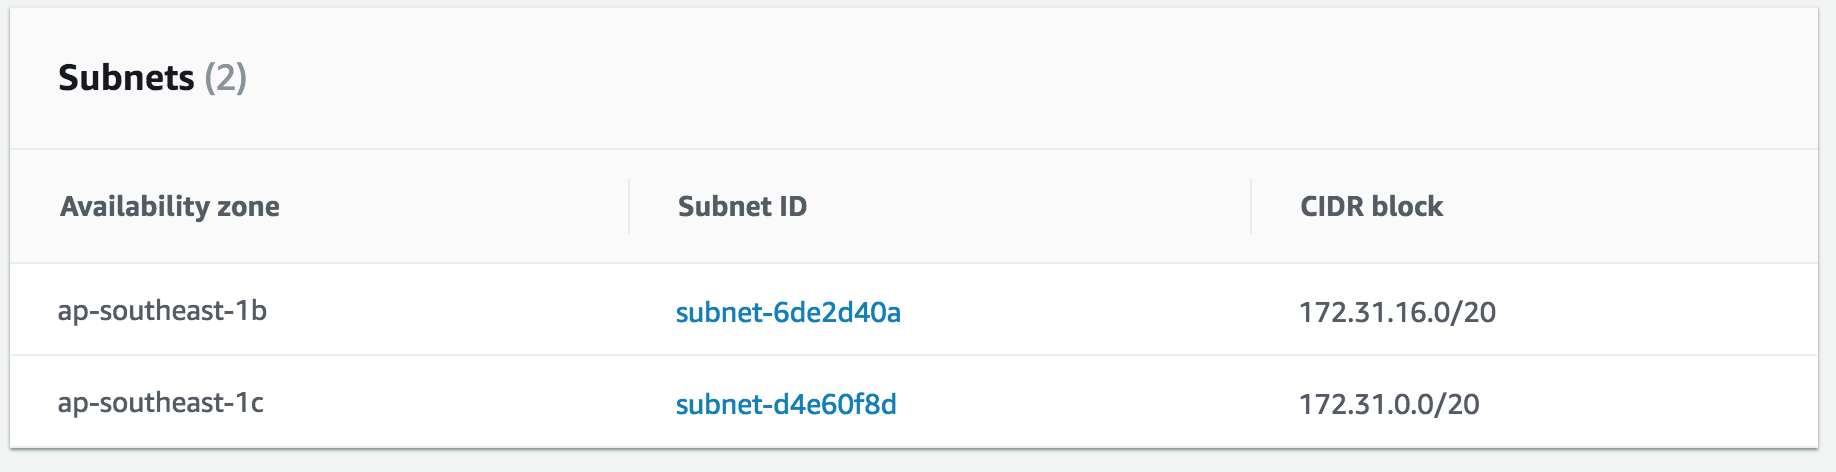 Subnets (2)
Availability zone Subnet ID CIDR block
ap-southeast-1b subnet-6de2d40a 172.31.16.0/20
ap-southeast-1c subnet-d4e60f8d 172.31.0.0/20